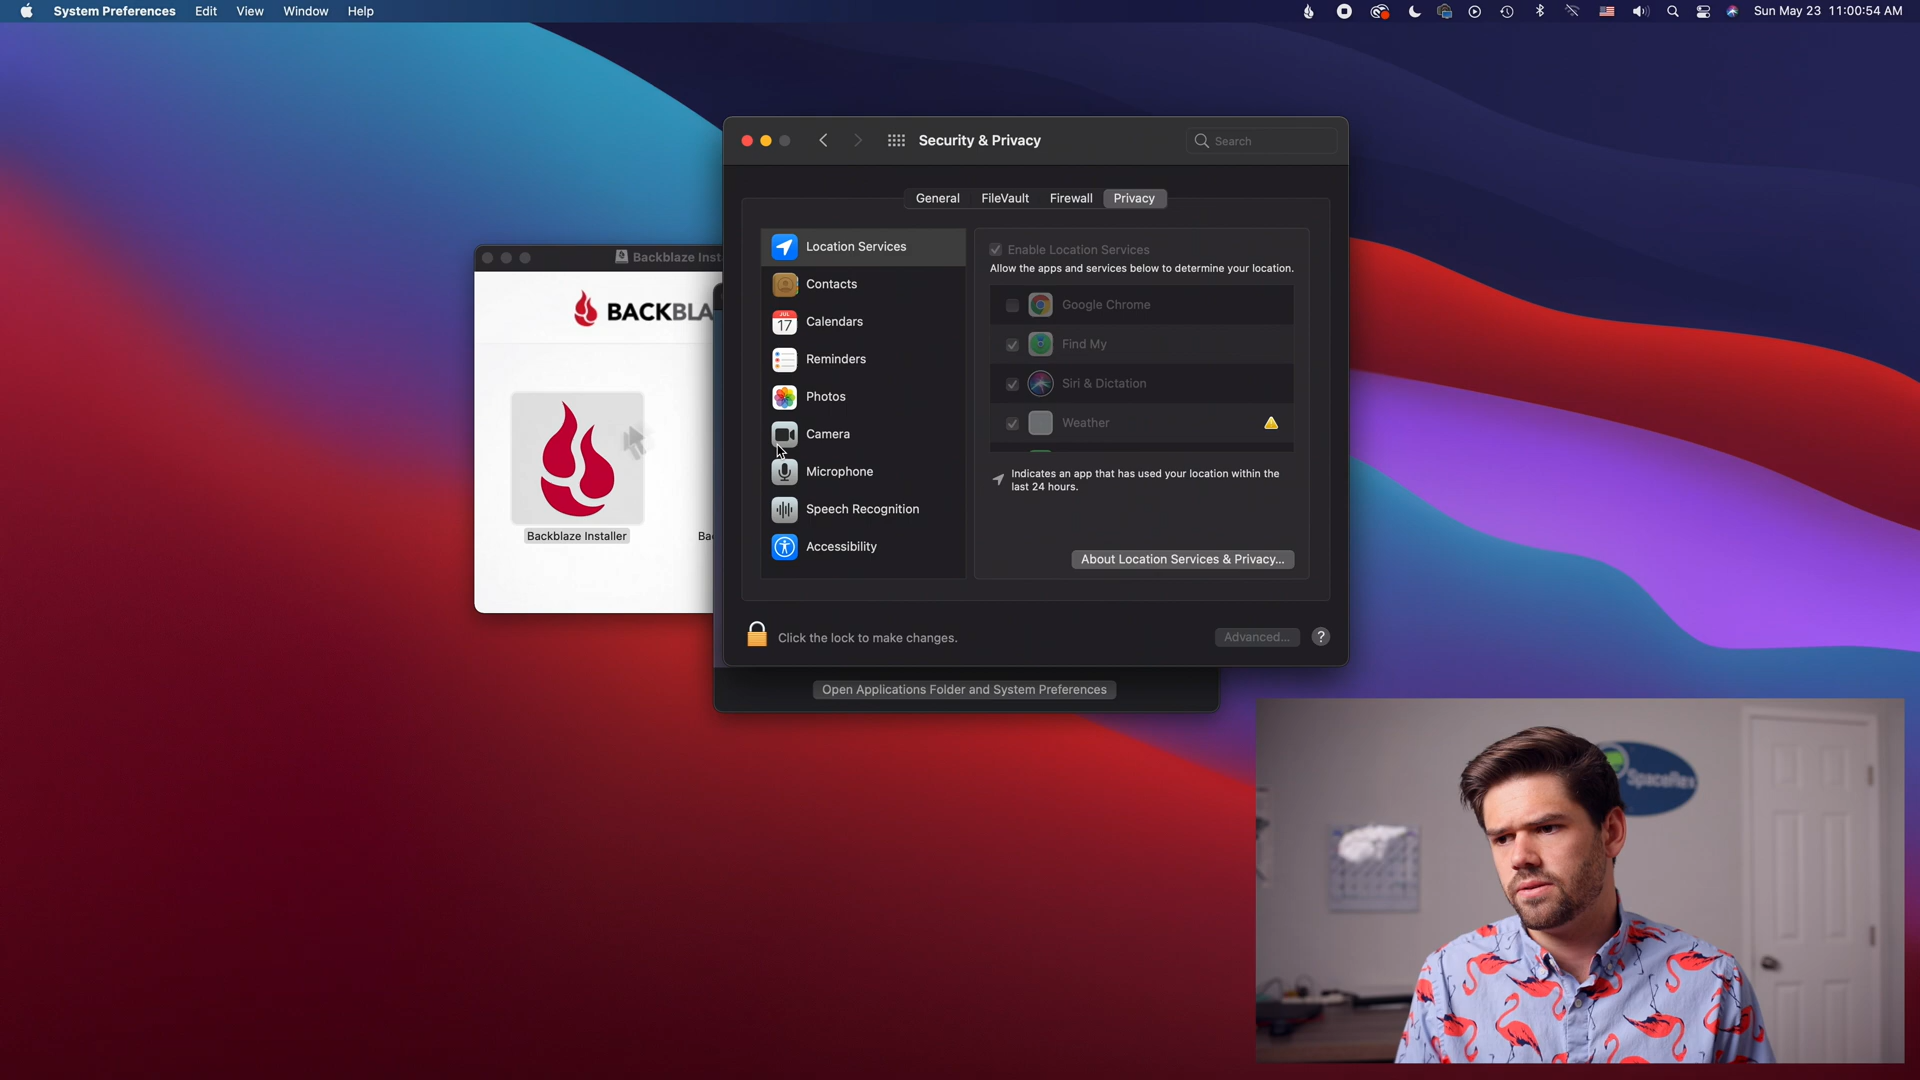 System Preferences Edit View Window Help
Sun May 23 11:00:54 AM
Security & Privacy
Search
General FileVault Firewall Privacy
Location Services
Contacts
JUL
17
Calendars
Reminders
Photos
Camera
Microphone
Speech Recognition
Accessibility
Enable Location Services
Allow the apps and services below to determine your location.
Google Chrome
Find My
Siri & Dictation
Weather
Indicates an app that has used your location within the
last 24 hours.
About Location Services & Privacy...
Click the lock to make changes.
Advanced...
?
Backblaze Inst
BACKBLA
Backblaze Installer
Ba
Open Applications Folder and System Preferences
SpaceRex